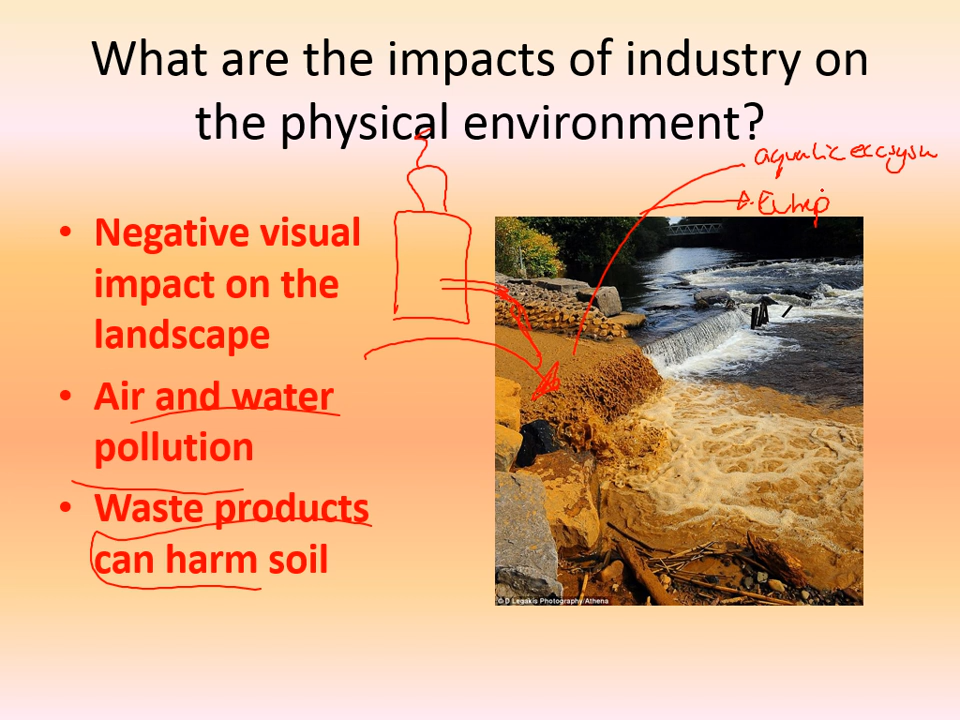 What are the impacts of industry on
the physical environment?
• Negative visual
impact on the
landscape
• Air and water
pollution
• Waste products
can harm soil
aquatic
© D Legakis Photography/Athena